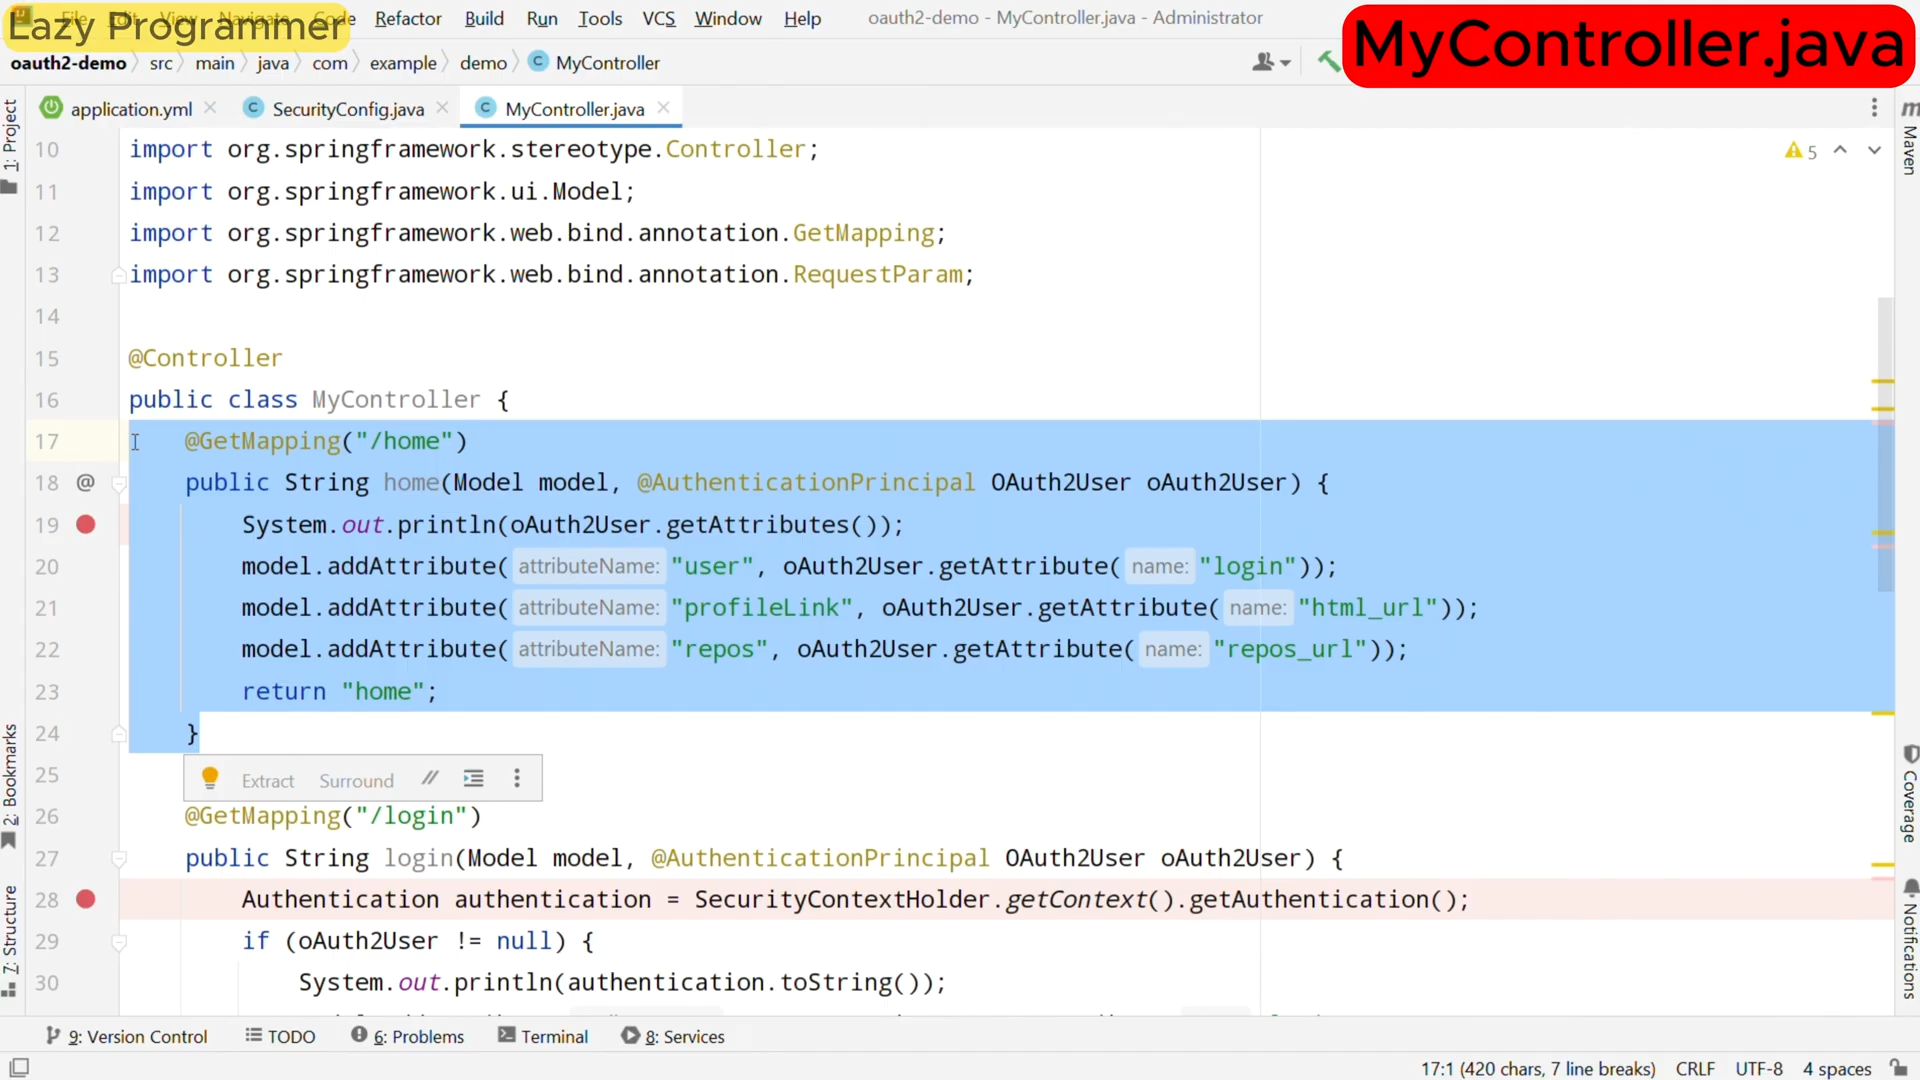 File Edit View Navigate Code Refactor Build Run Tools VCS Window Help oauth2-demo - MyController.java - Administrator
Lazy Programmer
MyController.java
oauth2-demo src main java com example demo MyController
application.yml SecurityConfig.java MyController.java
1: Project
Maven
5
10 import org.springframework.stereotype.Controller;
11 import org.springframework.ui.Model;
12 import org.springframework.web.bind.annotation.GetMapping;
13 import org.springframework.web.bind.annotation.RequestParam;
14
15 @Controller
16 public class MyController {
17 @GetMapping("/home")
18 @ public String home(Model model, @AuthenticationPrincipal OAuth2User oAuth2User) {
19 System.out.println(oAuth2User.getAttributes());
20 model.addAttribute( attributeName: "user", oAuth2User.getAttribute( name: "login"));
21 model.addAttribute( attributeName: "profileLink", oAuth2User.getAttribute( name: "html_url"));
22 model.addAttribute( attributeName: "repos", oAuth2User.getAttribute( name: "repos_url"));
23 return "home";
24 }
25
Extract Surround //
26 @GetMapping("/login")
27 public String login(Model model, @AuthenticationPrincipal OAuth2User oAuth2User) {
28 Authentication authentication = SecurityContextHolder.getContext().getAuthentication();
29 if (oAuth2User != null) {
30 System.out.println(authentication.toString());
2: Bookmarks
7: Structure
Coverage
Notifications
9: Version Control TODO 6: Problems Terminal 8: Services
17:1 (420 chars, 7 line breaks) CRLF UTF-8 4 spaces